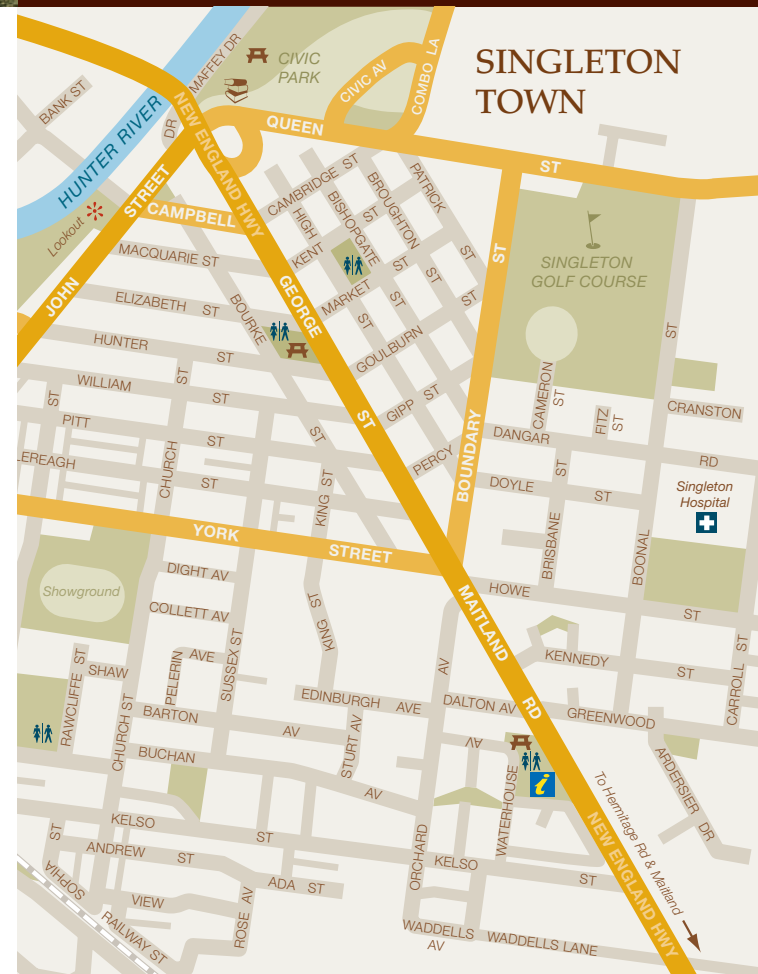 SINGLETON
TOWN
MAFFEY DR
CIVIC
PARK
CIVIC AV
COMBO LA
BANK ST
HUNTER RIVER
DR
NEW ENGLAND HWY
QUEEN
ST
JOHN
STREET
Lookout
CAMPBELL
CAMBRIDGE ST
HIGH
BISHOPGATE
ST
BROUGHTON
ST
PATRICK
ST
KENT
ST
MARKET
ST
GOULBURN
ST
GIPP ST
PERCY
MACQUARIE ST
ELIZABETH ST
BOURKE
ST
GEORGE
ST
HUNTER
ST
WILLIAM
ST
PITT
ST
LEREAGH
ST
ST
CHURCH
ST
KING ST
BOUNDARY
ST
SINGLETON
GOLF COURSE
CAMERON
ST
FITZ
ST
CRANSTON
ST
DANGAR
RD
DOYLE
ST
BRISBANE
ST
BOONAL
Singleton
Hospital
YORK
STREET
HOWE
ST
Showground
DIGHT AV
COLLETT AV
KING ST
MAITLAND
RD
KENNEDY
ST
CARROLL ST
PELERIN
AVE
SUSSEX ST
SHAW
RAWCLIFFE ST
CHURCH ST
EDINBURGH AVE
DALTON AV
GREENWOOD
BARTON
AV
STURT AV
AV
ORCHARD
AV
WATERHOUSE
ARDERSIER DR
BUCHAN
AV
i
To Hermitage Rd & Maitland
KELSO
ST
KELSO
ST
NEW ENGLAND HWY
ST
ANDREW
ST
ADA ST
SOPHIA
VIEW
ROSE AV
RAILWAY ST
WADDELLS
AV
WADDELLS LANE